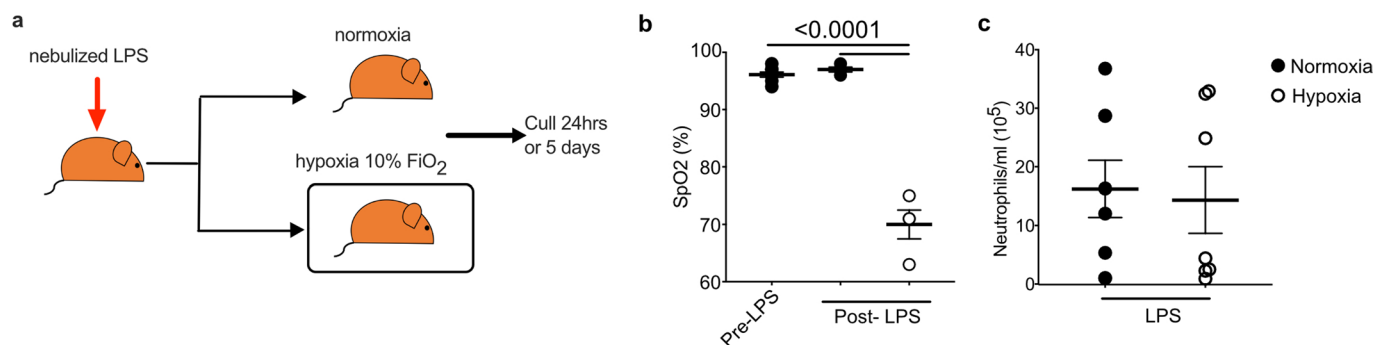 a
nebulized LPS
normoxia
hypoxia 10% FiO2
Cull 24hrs
or 5 days
b
<0.0001
SpO2 (%)
100
90
80
70
60
Pre-LPS
Post- LPS
c
Neutrophils/ml (10⁵)
40
30
20
10
0
LPS
Normoxia
Hypoxia